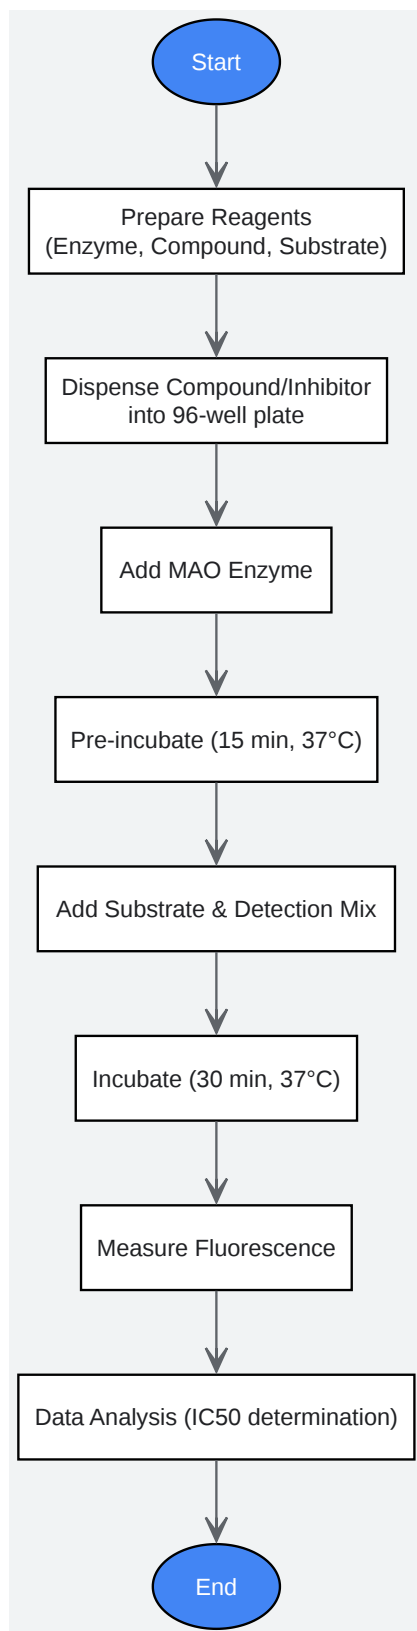 Start
Prepare Reagents
(Enzyme, Compound, Substrate)
Dispense Compound/Inhibitor
into 96-well plate
Add MAO Enzyme
Pre-incubate (15 min, 37°C)
Add Substrate & Detection Mix
Incubate (30 min, 37°C)
Measure Fluorescence
Data Analysis (IC50 determination)
End